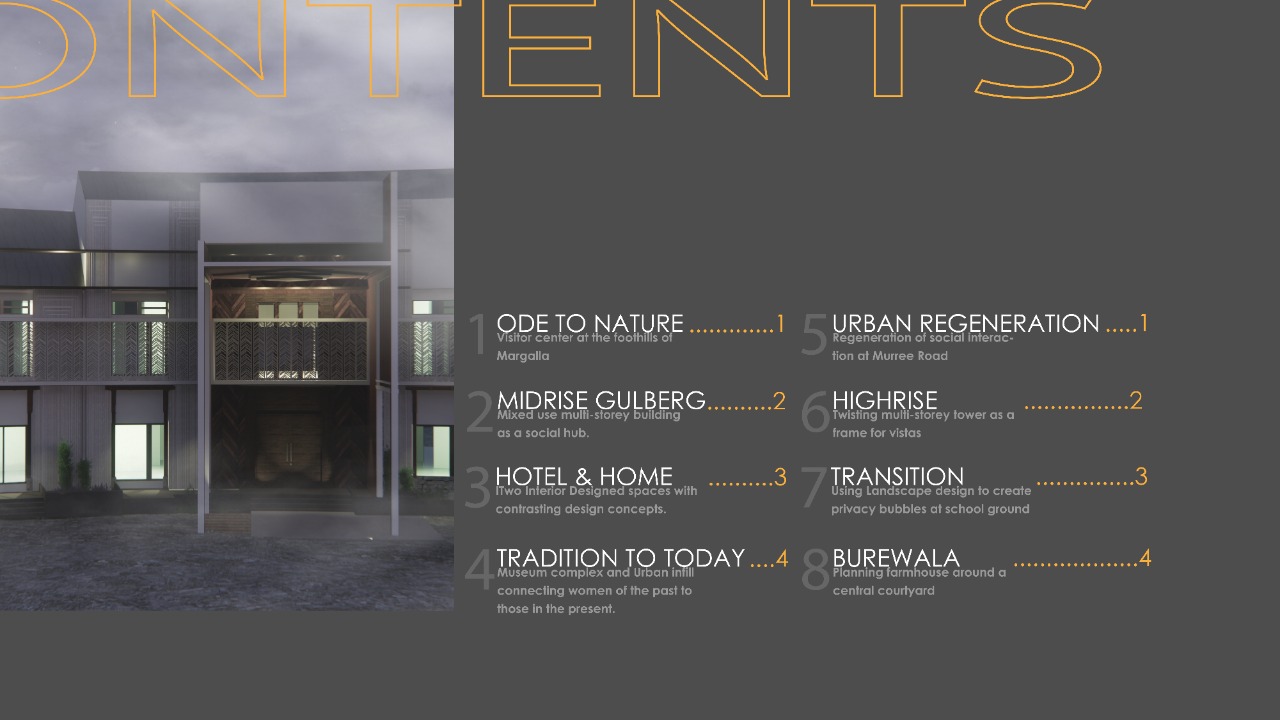 ONTENTS
1 ODE TO NATURE .............1
Visitor center at the foothills of
Margalla
2 MIDRISE GULBERG..........2
Mixed use multi-storey building
as a social hub.
3 HOTEL & HOME ..........3
ITwo Interior Designed spaces with
contrasting design concepts.
4 TRADITION TO TODAY ....4
Museum complex and Urban infill
connecting women of the past to
those in the present.
5 URBAN REGENERATION .....1
Regeneration of social interac-
tion at Murree Road
6 HIGHRISE ................2
Twisting multi-storey tower as a
frame for vistas
7 TRANSITION ...............3
Using Landscape design to create
privacy bubbles at school ground
8 BUREWALA ...................4
Planning farmhouse around a
central courtyard